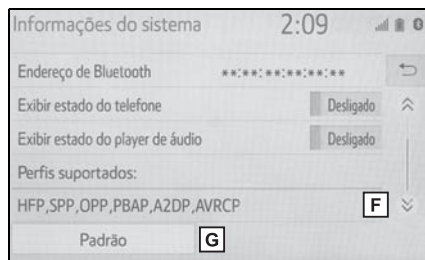 Informações do sistema 2:09
Endereço de Bluetooth **:**:**:**:**:**
Exibir estado do telefone Desligado
Exibir estado do player de áudio Desligado
Perfis suportados:
HFP,SPP,OPP,PBAP,A2DP,AVRCP F
Padrão G